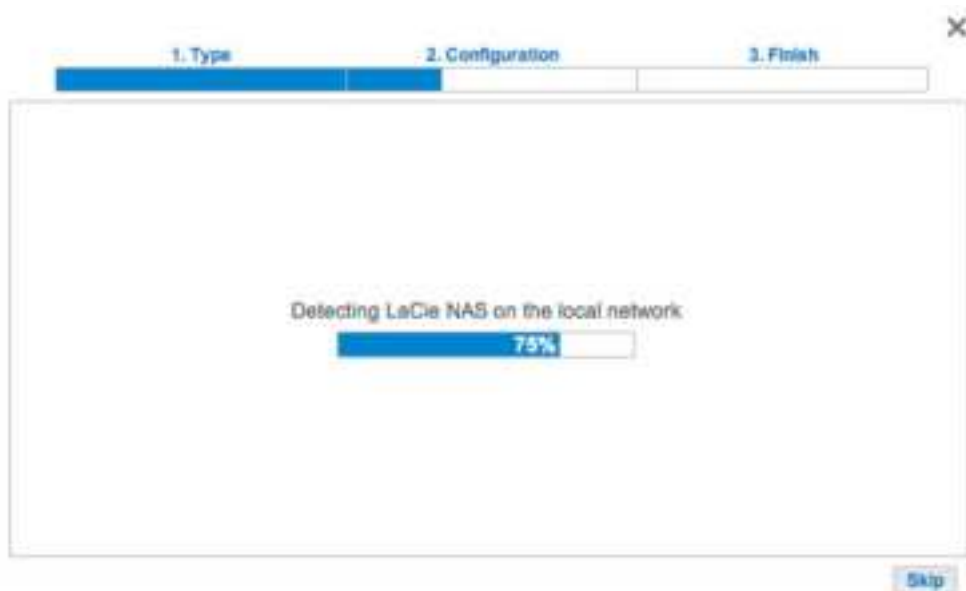 1. Type
2. Configuration
3. Finish
Detecting LaCie NAS on the local network
75%
Skip